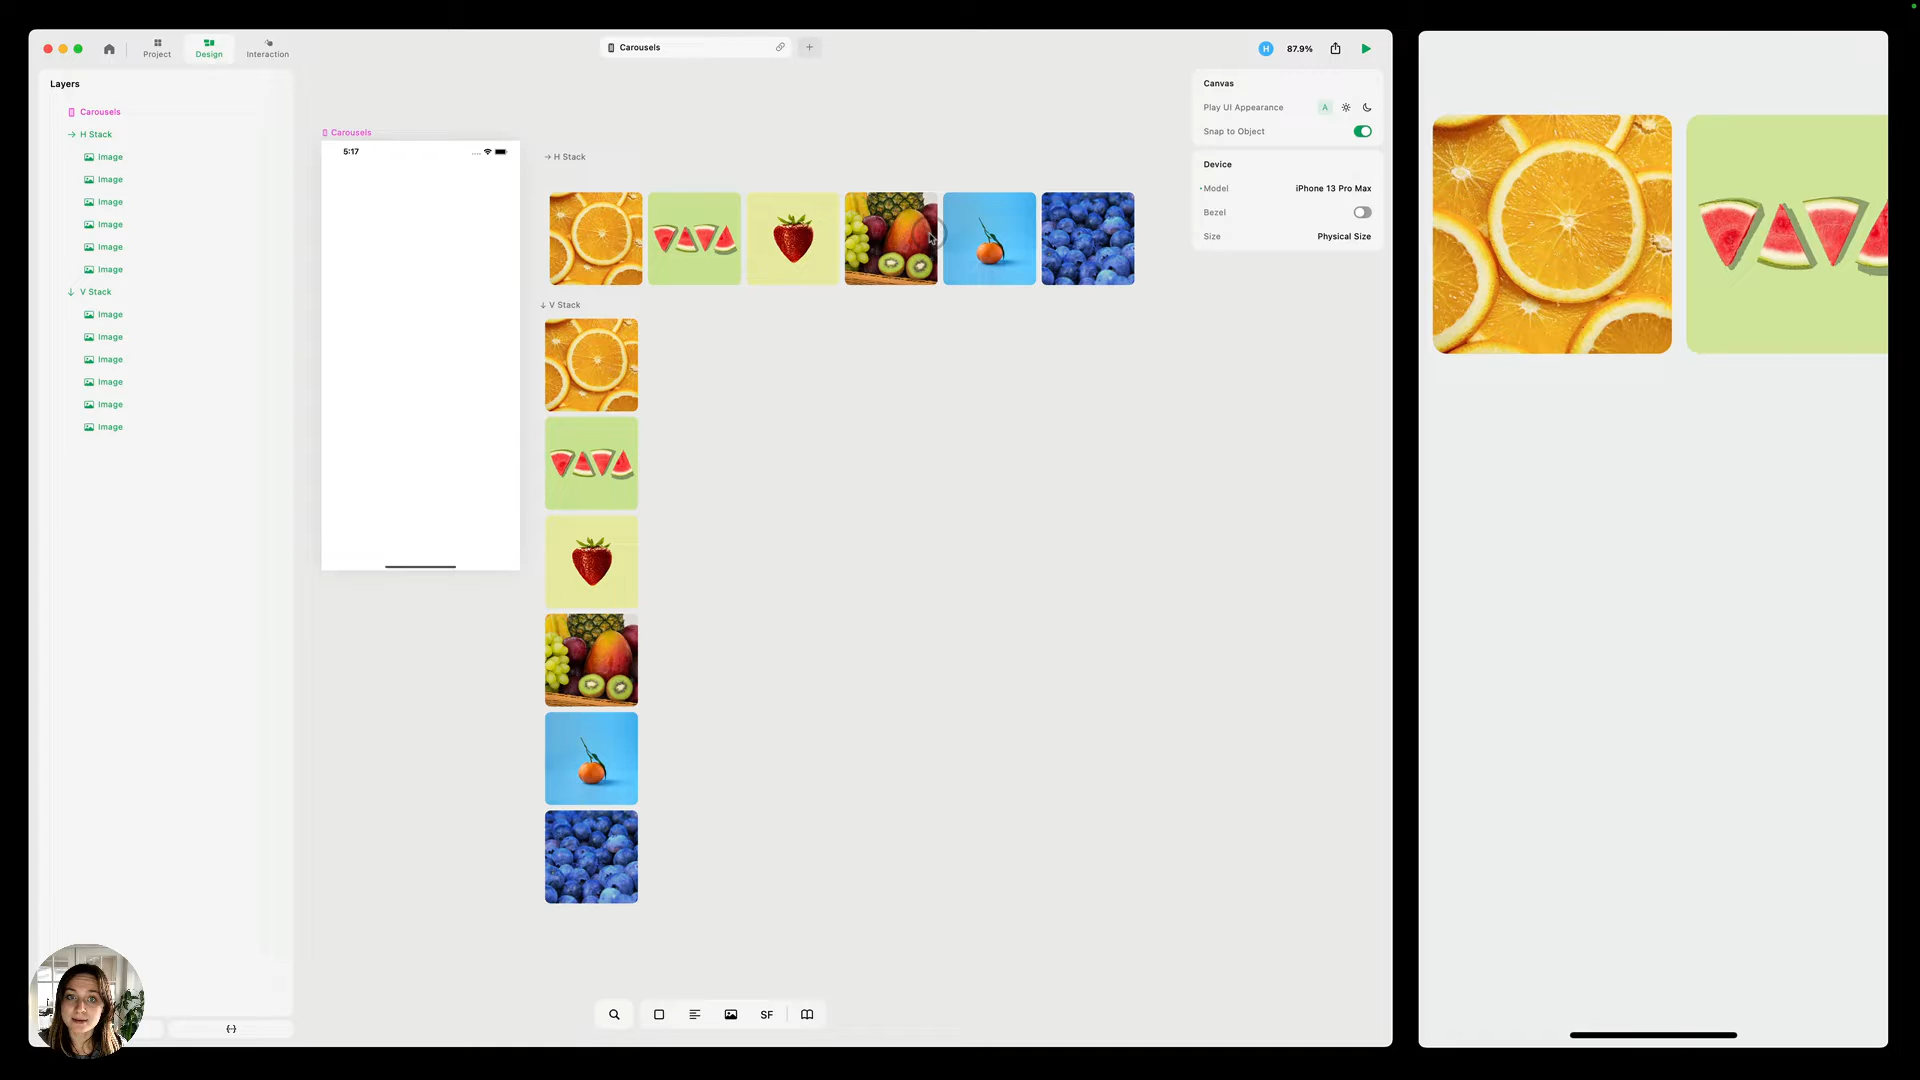 Project
Design
Interaction
Carousels
H
87.9%
Layers
Carousels
H Stack
Image
Image
Image
Image
Image
Image
V Stack
Image
Image
Image
Image
Image
Image
Carousels
5:17
H Stack
V Stack
SF
Canvas
Play UI Appearance
A
Snap to Object
Device
Model
iPhone 13 Pro Max
Bezel
Size
Physical Size